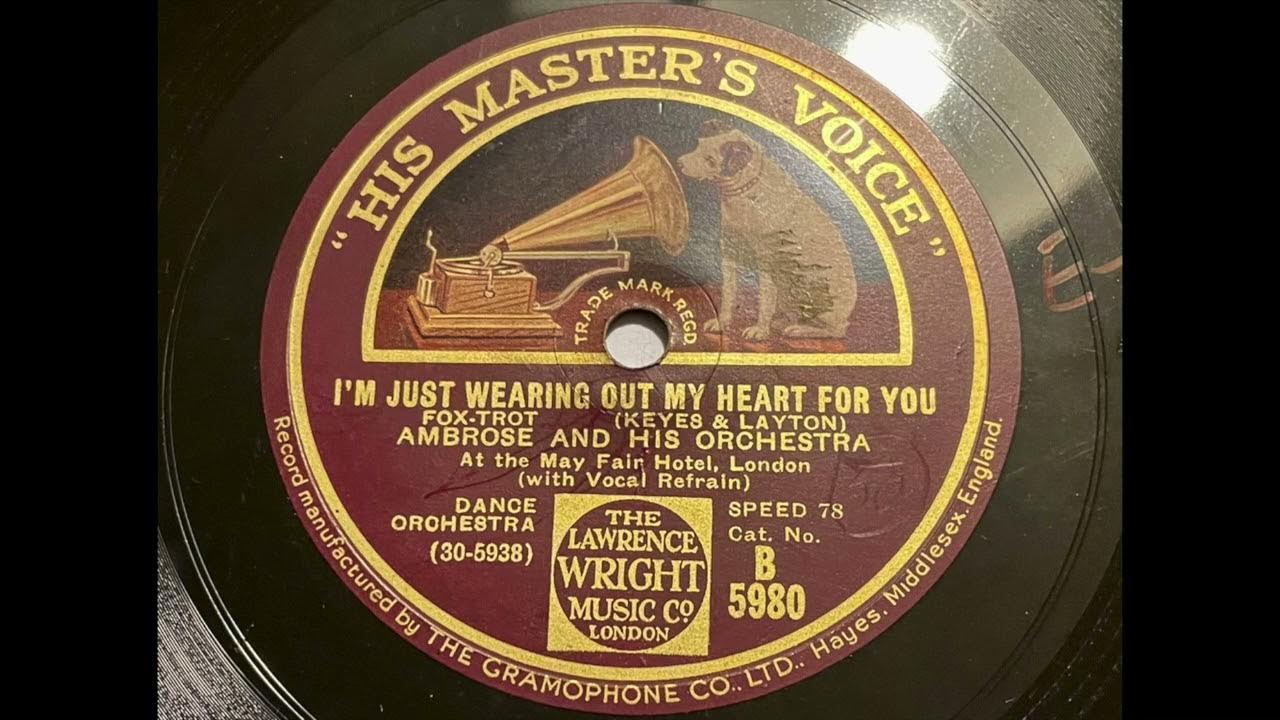 "HIS MASTER'S VOICE"
TRADE MARK REGD
I'M JUST WEARING OUT MY HEART FOR YOU
FOX-TROT (KEYES & LAYTON)
AMBROSE AND HIS ORCHESTRA
At the May Fair Hotel, London
(with Vocal Refrain)
DANCE
ORCHESTRA
(30-5938)
THE
LAWRENCE
WRIGHT
MUSIC Cº
LONDON
SPEED 78
Cat. No.
B
5980
Record manufactured by THE GRAMOPHONE CO., LTD., Hayes, Middlesex, England.